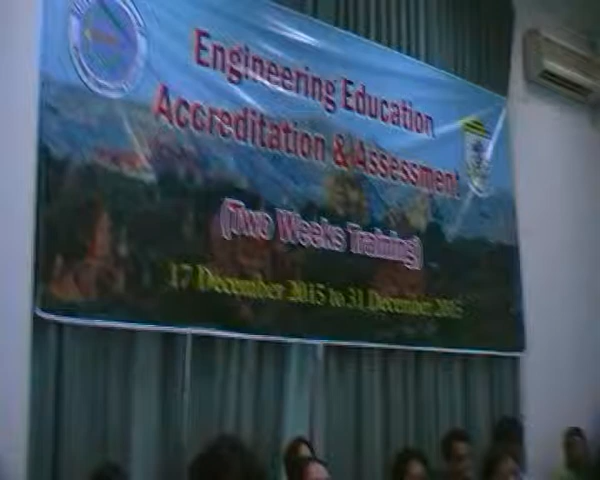 Engineering Education
Accreditation & Assessment
(Two Weeks Training)
17 December 2015 to 31 December 2015